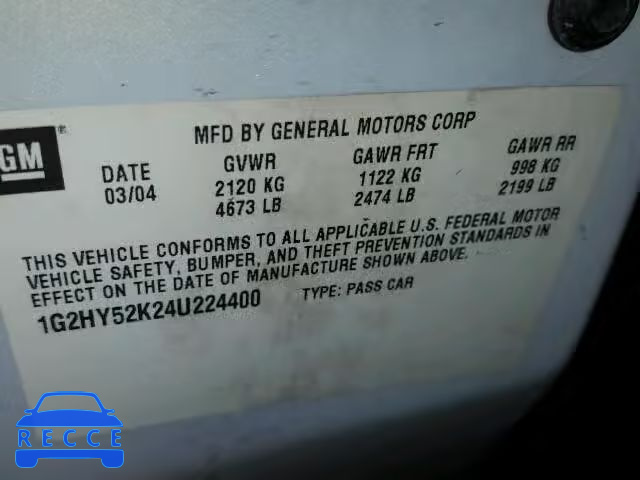 GM ®
MFD BY GENERAL MOTORS CORP
DATE GVWR GAWR FRT GAWR RR
03/04 2120 KG 1122 KG 998 KG
4673 LB 2474 LB 2199 LB
THIS VEHICLE CONFORMS TO ALL APPLICABLE U.S. FEDERAL MOTOR
VEHICLE SAFETY, BUMPER, AND THEFT PREVENTION STANDARDS IN
EFFECT ON THE DATE OF MANUFACTURE SHOWN ABOVE.
1G2HY52K24U224400 TYPE: PASS CAR
RECCE